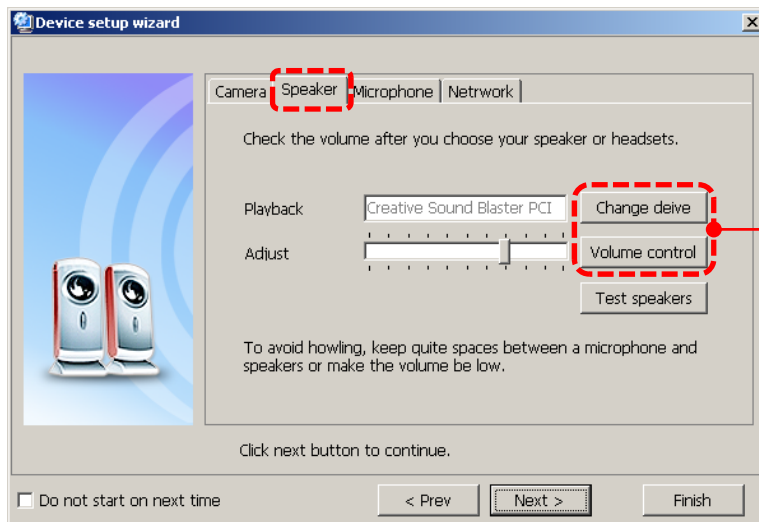 Device setup wizard
Camera Speaker Microphone Netrwork
Check the volume after you choose your speaker or headsets.
Playback Creative Sound Blaster PCI Change deive
Adjust Volume control
Test speakers
To avoid howling, keep quite spaces between a microphone and
speakers or make the volume be low.
Click next button to continue.
Do not start on next time < Prev Next > Finish